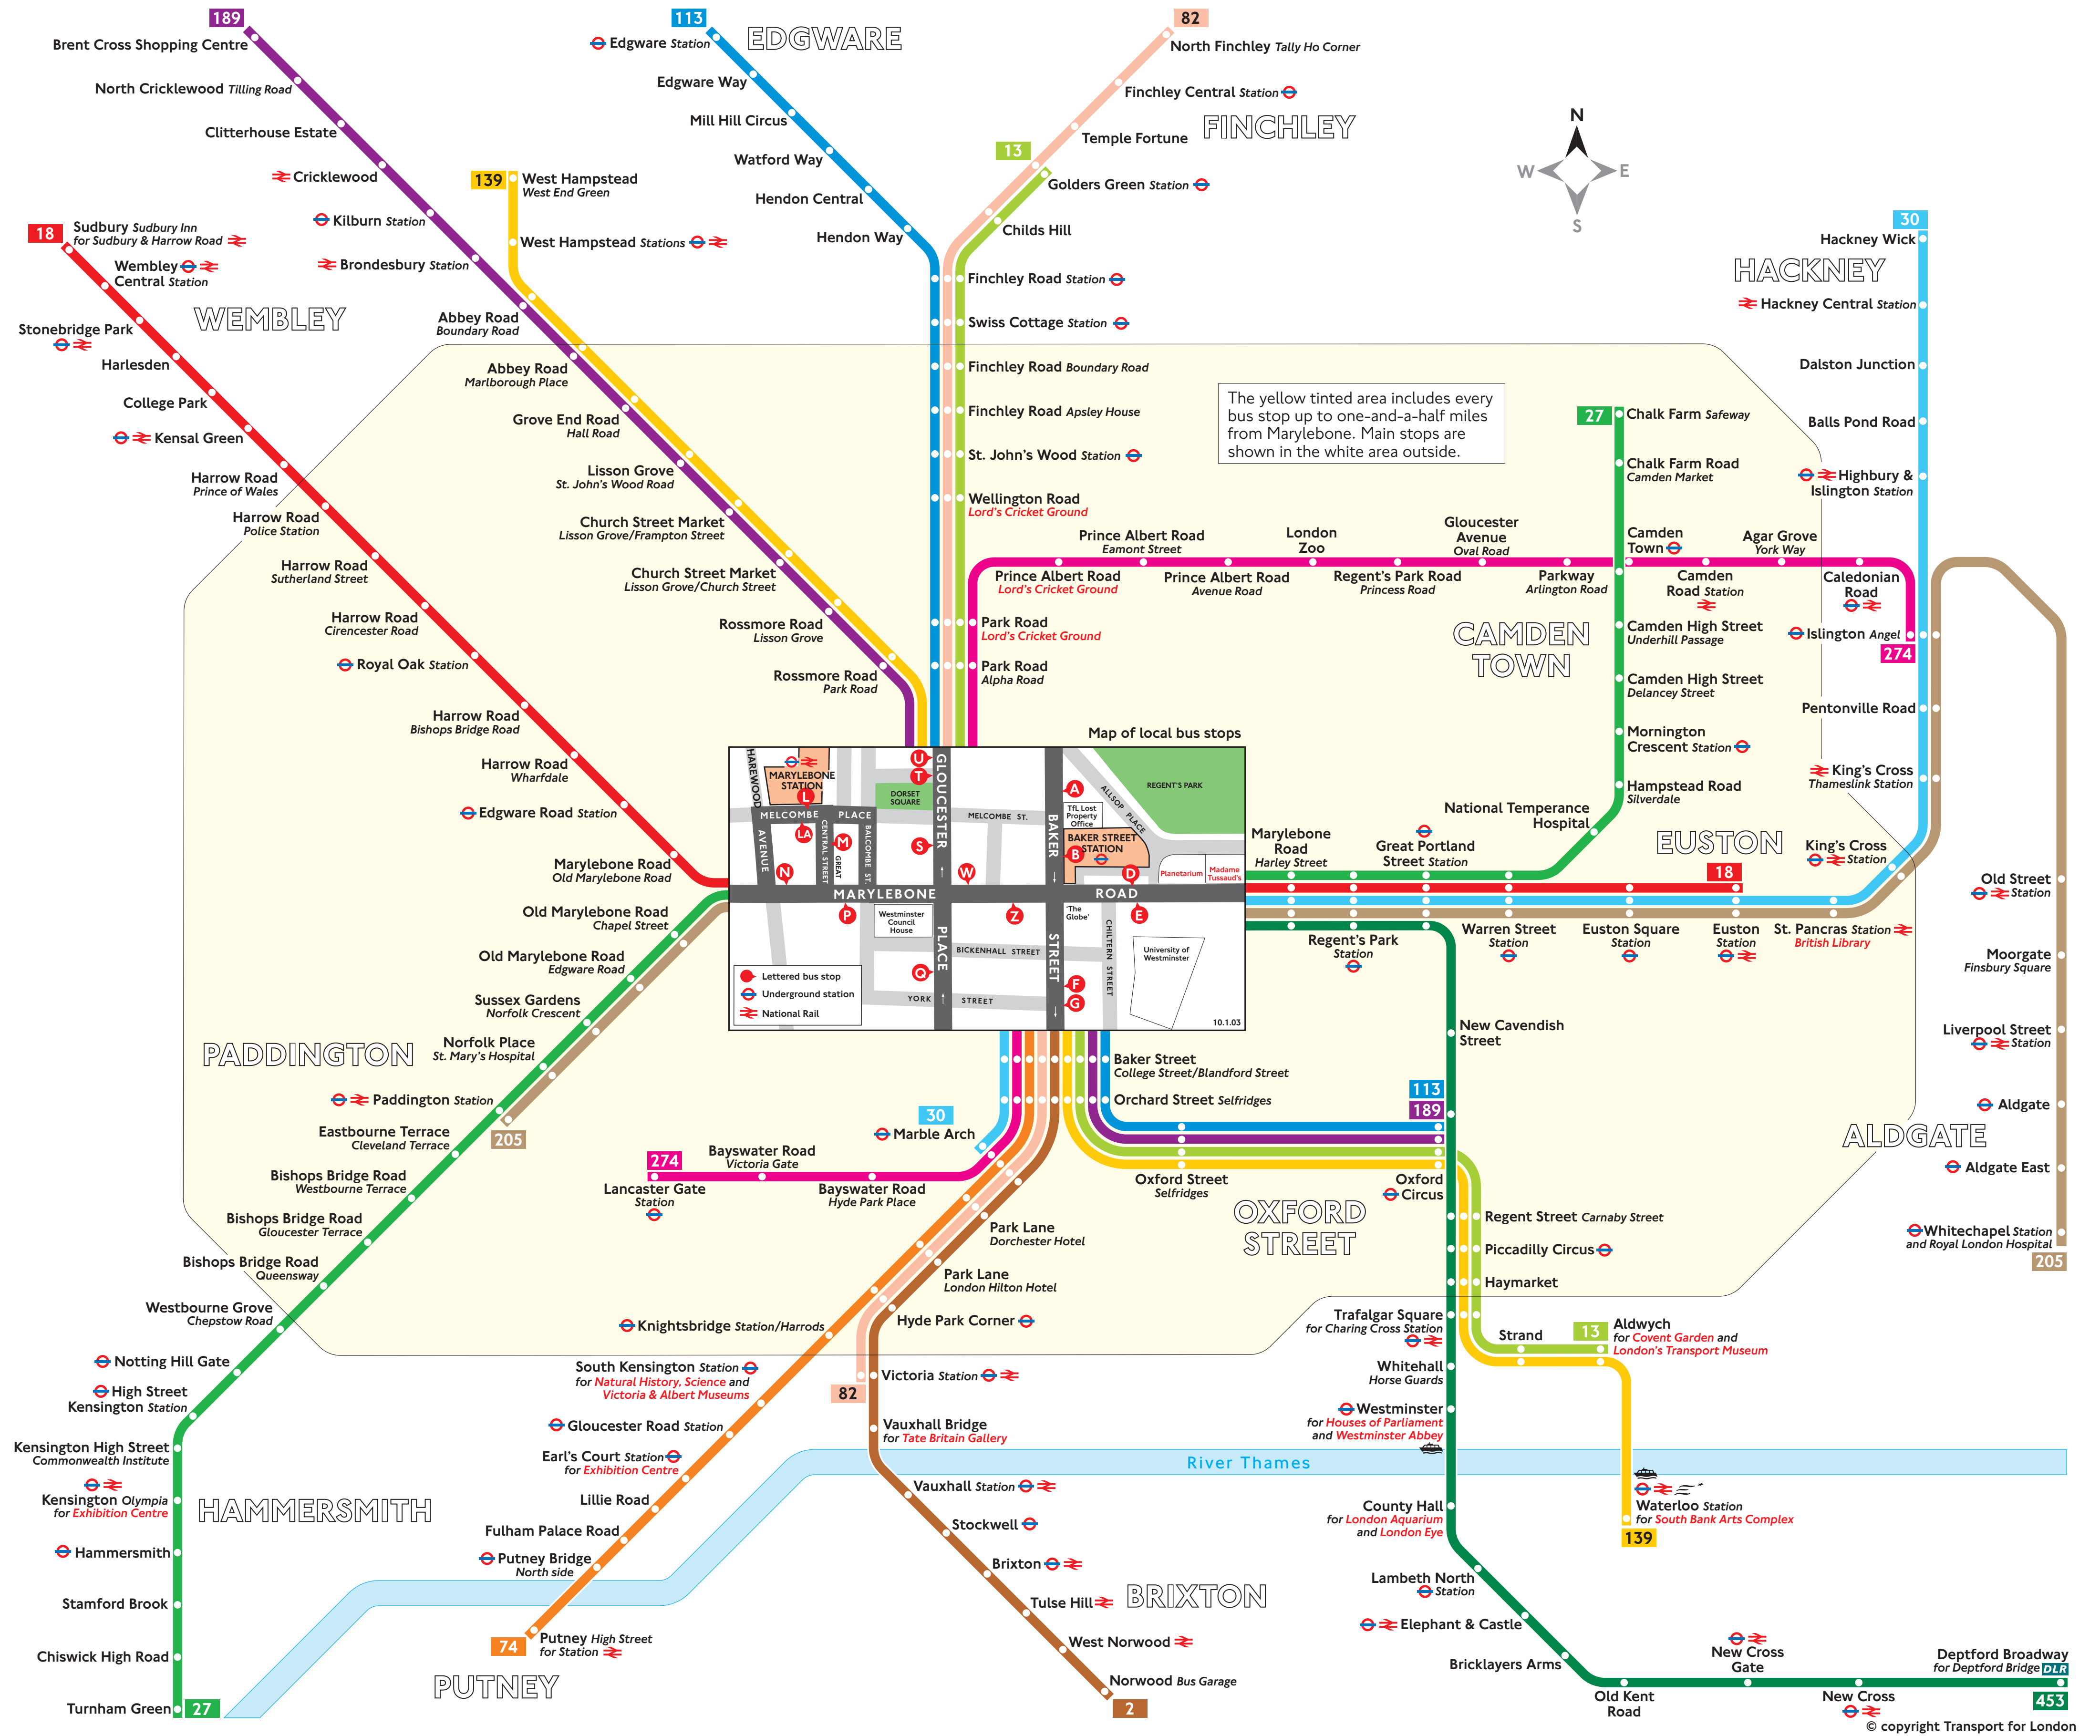 189
Brent Cross Shopping Centre
North Cricklewood Tilling Road
Clitterhouse Estate
Cricklewood
Kilburn Station
Brondesbury Station
Abbey Road
Boundary Road
Abbey Road
Marlborough Place
Grove End Road
Hall Road
Lisson Grove
St. John's Wood Road
Church Street Market
Lisson Grove/Frampton Street
Church Street Market
Lisson Grove/Church Street
Rossmore Road
Lisson Grove
Rossmore Road
Park Road
139
West Hampstead
West End Green
West Hampstead Stations
113
EDGWARE
Edgware Station
Edgware Way
Mill Hill Circus
Watford Way
Hendon Central
Hendon Way
82
North Finchley Tally Ho Corner
Finchley Central Station
FINCHLEY
Temple Fortune
13
Golders Green Station
Childs Hill
Finchley Road Station
Swiss Cottage Station
Finchley Road Boundary Road
Finchley Road Apsley House
St. John's Wood Station
Wellington Road
Lord's Cricket Ground
Park Road
Lord's Cricket Ground
Park Road
Alpha Road
N
W
E
S
18
Sudbury Sudbury Inn
for Sudbury & Harrow Road
Wembley
Central Station
WEMBLEY
Stonebridge Park
Harlesden
College Park
Kensal Green
Harrow Road
Prince of Wales
Harrow Road
Police Station
Harrow Road
Sutherland Street
Harrow Road
Cirencester Road
Royal Oak Station
Harrow Road
Bishops Bridge Road
Harrow Road
Wharfdale
Edgware Road Station
Marylebone Road
Old Marylebone Road
The yellow tinted area includes every
bus stop up to one-and-a-half miles
from Marylebone. Main stops are
shown in the white area outside.
Prince Albert Road
Lord's Cricket Ground
Prince Albert Road
Eamont Street
Prince Albert Road
Avenue Road
London
Zoo
Regent's Park Road
Princess Road
Gloucester
Avenue
Oval Road
Parkway
Arlington Road
Camden
Town
Camden
Road Station
Agar Grove
York Way
Caledonian
Road
Islington Angel
274
27
Chalk Farm Safeway
Chalk Farm Road
Camden Market
CAMDEN
TOWN
Camden High Street
Underhill Passage
Camden High Street
Delancey Street
Mornington
Crescent Station
Hampstead Road
Silverdale
National Temperance
Hospital
30
Hackney Wick
HACKNEY
Hackney Central Station
Dalston Junction
Balls Pond Road
Highbury &
Islington Station
Pentonville Road
King's Cross
Thameslink Station
King's Cross
Station
EUSTON
18
Marylebone
Road
Harley Street
Great Portland
Street Station
Regent's Park
Station
Warren Street
Station
Euston Square
Station
Euston
Station
St. Pancras Station
British Library
Old Street
Station
Moorgate
Finsbury Square
Liverpool Street
Station
Aldgate
ALDGATE
Aldgate East
Whitechapel Station
and Royal London Hospital
205
Map of local bus stops
HAREWOOD
AVENUE
MARYLEBONE
STATION
L
MELCOMBE PLACE
LA
M
N
GREAT
CENTRAL STREET
BALCOMBE ST.
DORSET
SQUARE
U
T
S
GLOUCESTER
PLACE
MELCOMBE ST.
W
BAKER
STREET
A
ALLSOP PLACE
REGENT'S PARK
TfL Lost
Property
Office
BAKER STREET
STATION
B
D
Planetarium
Madame
Tussaud's
MARYLEBONE ROAD
P
Westminster
Council
House
Z
'The
Globe'
E
CHILTERN STREET
University of
Westminster
BICKENHALL STREET
Q
F
G
YORK STREET
Lettered bus stop
Underground station
National Rail
10.1.03
Old Marylebone Road
Chapel Street
Old Marylebone Road
Edgware Road
Sussex Gardens
Norfolk Crescent
Norfolk Place
St. Mary's Hospital
PADDINGTON
Paddington Station
205
Eastbourne Terrace
Cleveland Terrace
Bishops Bridge Road
Westbourne Terrace
Bishops Bridge Road
Gloucester Terrace
Bishops Bridge Road
Queensway
Westbourne Grove
Chepstow Road
Notting Hill Gate
High Street
Kensington Station
Kensington High Street
Commonwealth Institute
Kensington Olympia
for Exhibition Centre
HAMMERSMITH
Hammersmith
Stamford Brook
Chiswick High Road
Turnham Green
27
Baker Street
College Street/Blandford Street
Orchard Street Selfridges
30
Marble Arch
274
Lancaster Gate
Station
Bayswater Road
Victoria Gate
Bayswater Road
Hyde Park Place
Park Lane
Dorchester Hotel
Park Lane
London Hilton Hotel
Hyde Park Corner
Knightsbridge Station/Harrods
South Kensington Station
for Natural History, Science and
Victoria & Albert Museums
Gloucester Road Station
Earl's Court Station
for Exhibition Centre
Lillie Road
Fulham Palace Road
Putney Bridge
North side
74
Putney High Street
for Station
PUTNEY
82
Victoria Station
Vauxhall Bridge
for Tate Britain Gallery
Vauxhall Station
Stockwell
Brixton
BRIXTON
Tulse Hill
West Norwood
Norwood Bus Garage
2
New Cavendish
Street
113
189
Oxford Street
Selfridges
Oxford
Circus
OXFORD
STREET
Regent Street Carnaby Street
Piccadilly Circus
Haymarket
Trafalgar Square
for Charing Cross Station
Strand
13
Aldwych
for Covent Garden and
London's Transport Museum
Whitehall
Horse Guards
Westminster
for Houses of Parliament
and Westminster Abbey
River Thames
Waterloo Station
for South Bank Arts Complex
139
County Hall
for London Aquarium
and London Eye
Lambeth North
Station
Elephant & Castle
Bricklayers Arms
Old Kent
Road
New Cross
Gate
New Cross
Deptford Broadway
for Deptford Bridge DLR
453
© copyright Transport for London